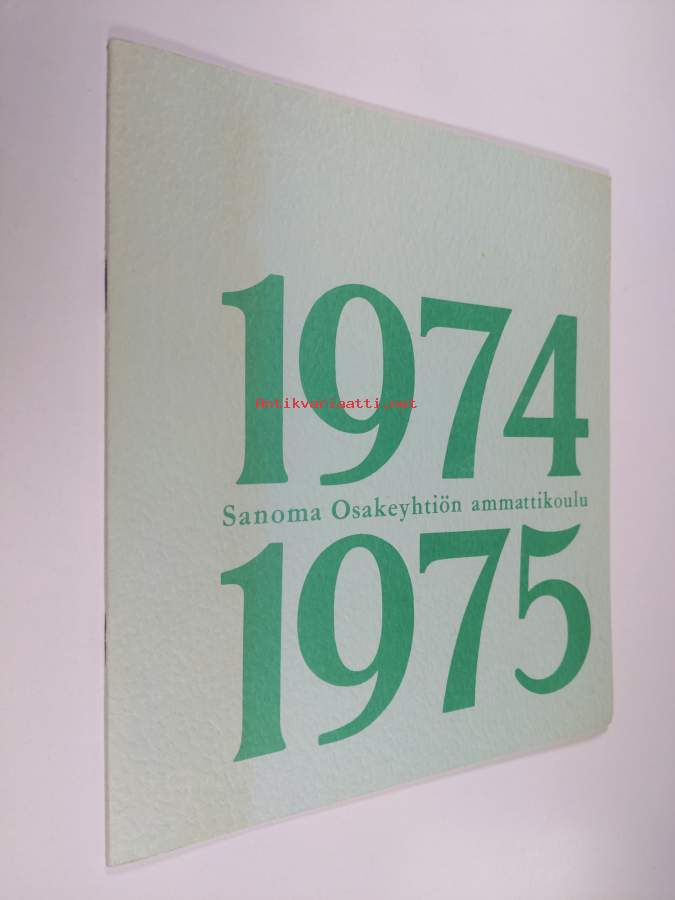 1974
Antikvariaatti.net
Sanoma Osakeyhtiön ammattikoulu
1975